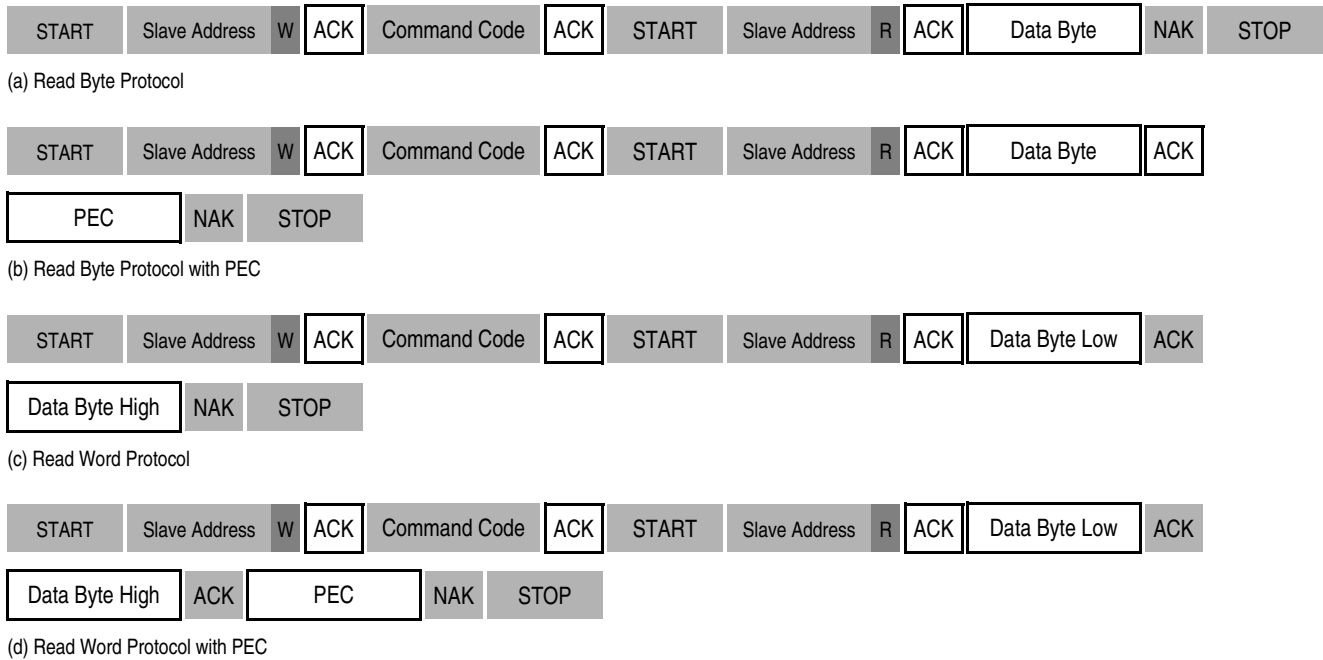 START Slave Address W ACK Command Code ACK START Slave Address R ACK Data Byte NAK STOP
(a) Read Byte Protocol
START Slave Address W ACK Command Code ACK START Slave Address R ACK Data Byte ACK
PEC NAK STOP
(b) Read Byte Protocol with PEC
START Slave Address W ACK Command Code ACK START Slave Address R ACK Data Byte Low ACK
Data Byte High NAK STOP
(c) Read Word Protocol
START Slave Address W ACK Command Code ACK START Slave Address R ACK Data Byte Low ACK
Data Byte High ACK PEC NAK STOP
(d) Read Word Protocol with PEC